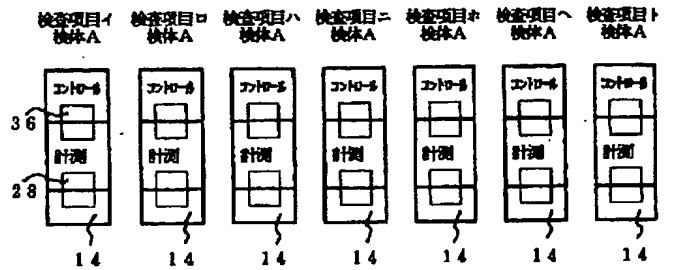 検査項目イ 検査項目ロ 検査項目ハ 検査項目ニ 検査項目ホ 検査項目ヘ 検査項目ト
検体A 検体A 検体A 検体A 検体A 検体A 検体A
コントロール コントロール コントロール コントロール コントロール コントロール コントロール
36
計測 計測 計測 計測 計測 計測 計測
28
14 14 14 14 14 14 14